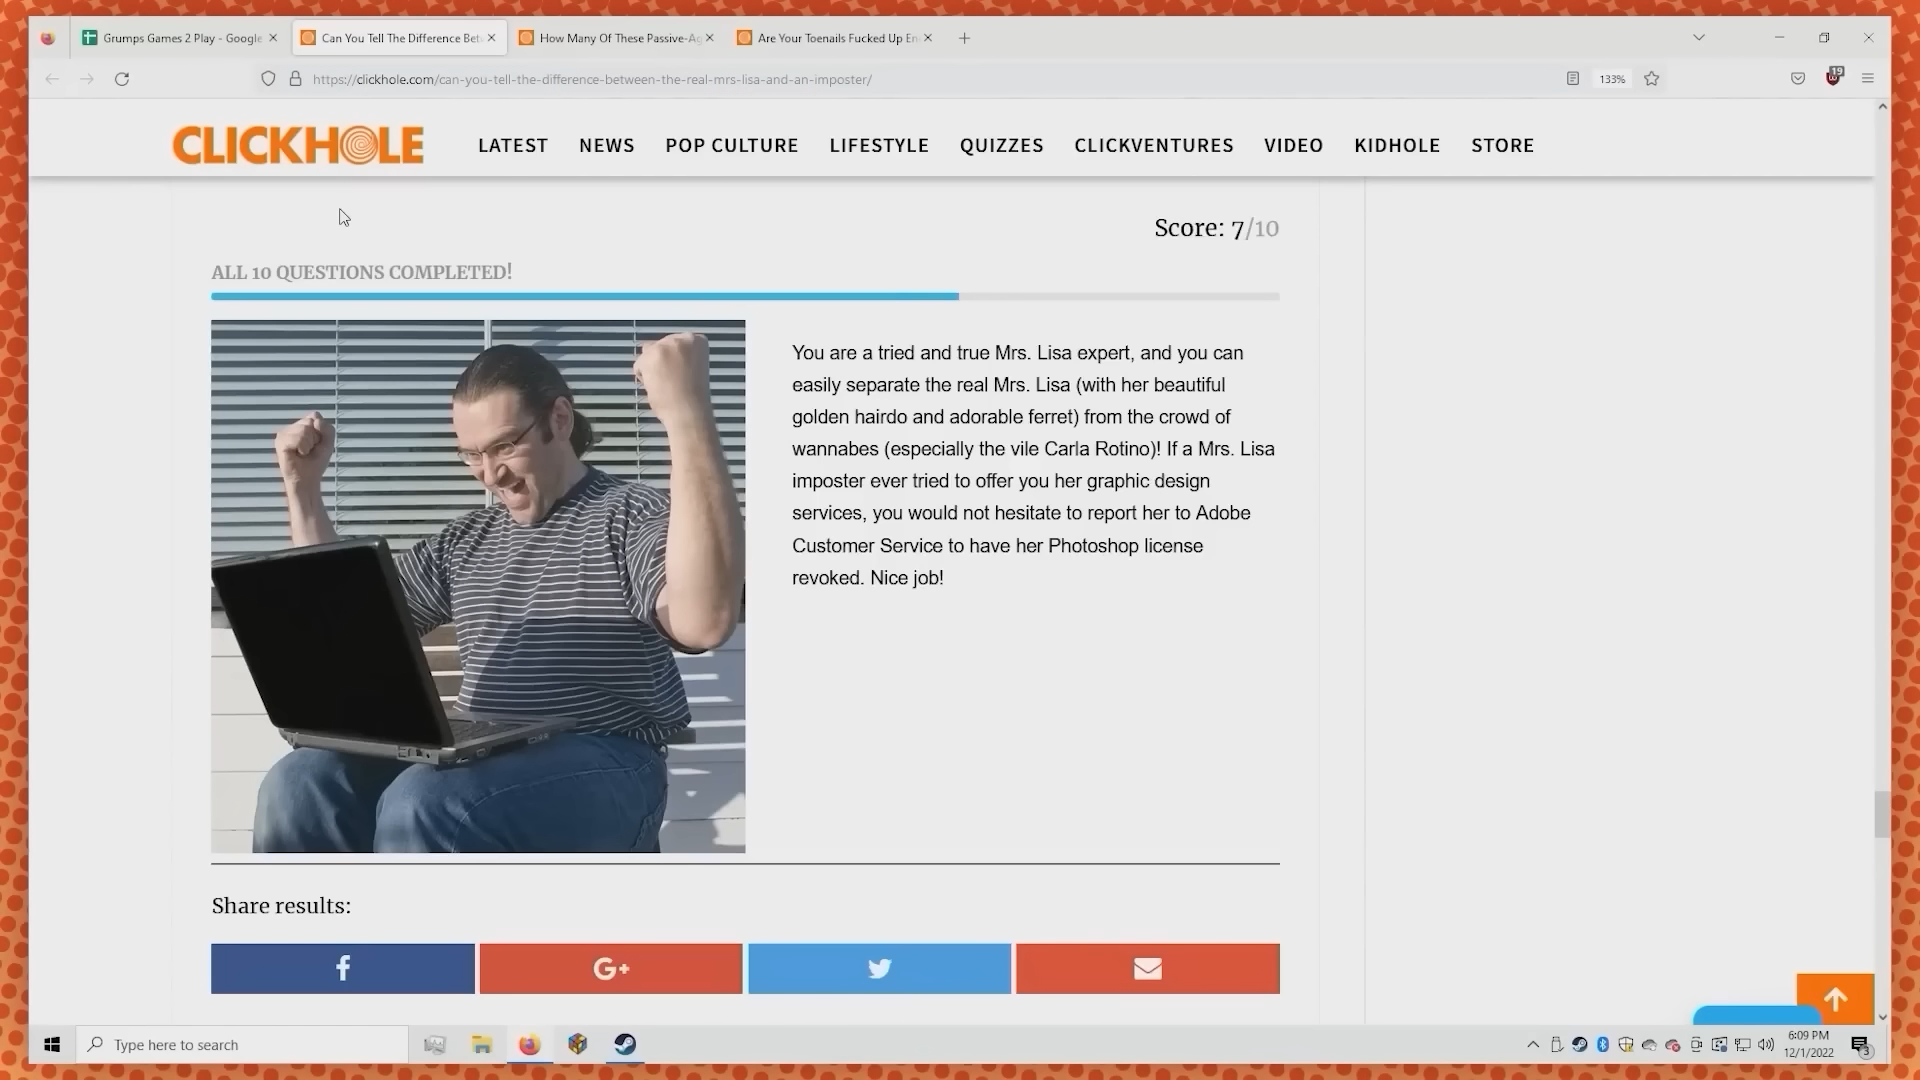 Grumps Games 2 Play - Google
Can You Tell The Difference Bet
How Many Of These Passive-Ag
Are Your Toenails Fucked Up En
https://clickhole.com/can-you-tell-the-difference-between-the-real-mrs-lisa-and-an-imposter/
133%
19
CLICKHOLE
LATEST NEWS POP CULTURE LIFESTYLE QUIZZES CLICKVENTURES VIDEO KIDHOLE STORE
Score: 7/10
ALL 10 QUESTIONS COMPLETED!
You are a tried and true Mrs. Lisa expert, and you can
easily separate the real Mrs. Lisa (with her beautiful
golden hairdo and adorable ferret) from the crowd of
wannabes (especially the vile Carla Rotino)! If a Mrs. Lisa
imposter ever tried to offer you her graphic design
services, you would not hesitate to report her to Adobe
Customer Service to have her Photoshop license
revoked. Nice job!
Share results:
G+
Type here to search
6:09 PM
12/1/2022
3